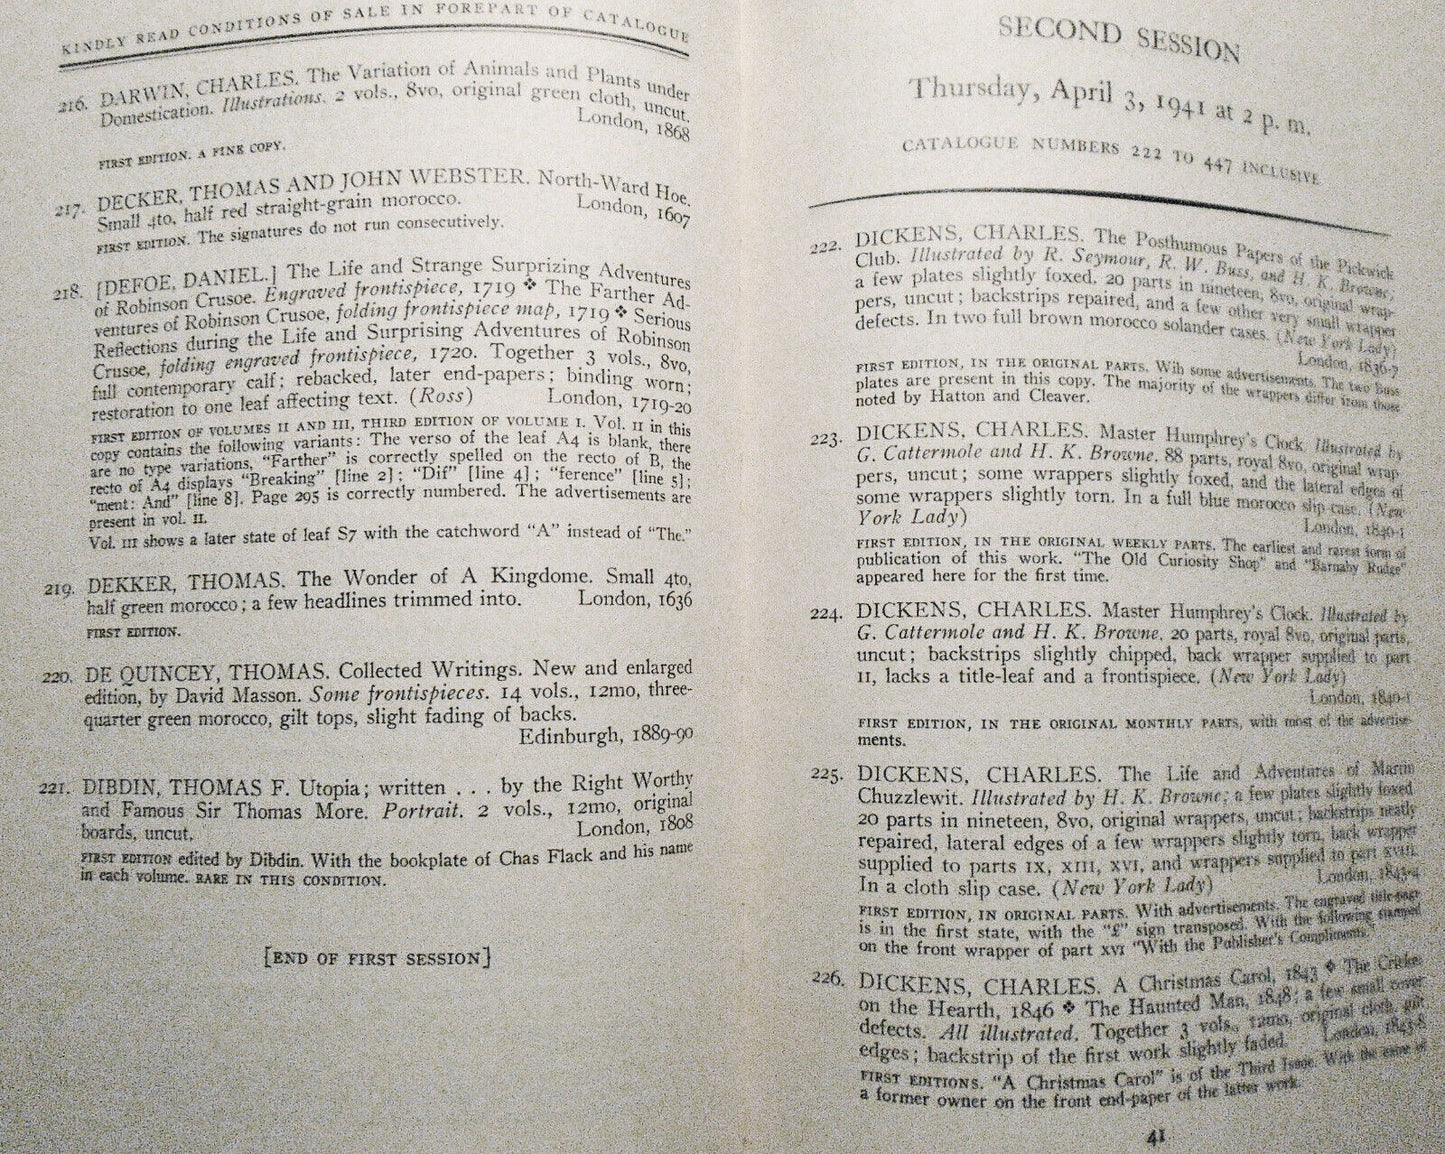 KINDLY READ CONDITIONS OF SALE IN FOREPART OF CATALOGUE
216. DARWIN, CHARLES. The Variation of Animals and Plants under
Domestication. Illustrations. 2 vols., 8vo, original green cloth, uncut.
London, 1868
FIRST EDITION. A FINE COPY.
217. DECKER, THOMAS AND JOHN WEBSTER. North-Ward Hoe.
Small 4to, half red straight-grain morocco. London, 1607
FIRST EDITION. The signatures do not run consecutively.
218. [DEFOE, DANIEL.] The Life and Strange Surprizing Adventures
of Robinson Crusoe. Engraved frontispiece, 1719 ❖ The Farther Ad-
ventures of Robinson Crusoe, folding frontispiece map, 1719 ❖ Serious
Reflections during the Life and Surprising Adventures of Robinson
Crusoe, folding engraved frontispiece, 1720. Together 3 vols., 8vo,
full contemporary calf; rebacked, later end-papers; binding worn;
restoration to one leaf affecting text. (Ross) London, 1719-20
FIRST EDITION OF VOLUMES II AND III, THIRD EDITION OF VOLUME I. Vol. II in this
copy contains the following variants: The verso of the leaf A4 is blank, there
are no type variations, "Farther" is correctly spelled on the recto of B, the
recto of A4 displays "Breaking" [line 2]; "Dif" [line 4]; "ference" [line 5];
"ment: And" [line 8]. Page 295 is correctly numbered. The advertisements are
present in vol. II.
Vol. III shows a later state of leaf S7 with the catchword "A" instead of "The."
219. DEKKER, THOMAS. The Wonder of A Kingdome. Small 4to,
half green morocco; a few headlines trimmed into. London, 1636
FIRST EDITION.
220. DE QUINCEY, THOMAS. Collected Writings. New and enlarged
edition, by David Masson. Some frontispieces. 14 vols., 12mo, three-
quarter green morocco, gilt tops, slight fading of backs.
Edinburgh, 1889-90
221. DIBDIN, THOMAS F. Utopia; written . . . by the Right Worthy
and Famous Sir Thomas More. Portrait. 2 vols., 12mo, original
boards, uncut. London, 1808
FIRST EDITION edited by Dibdin. With the bookplate of Chas Flack and his name
in each volume. RARE IN THIS CONDITION.
[END OF FIRST SESSION]
SECOND SESSION
Thursday, April 3, 1941 at 2 p. m.
CATALOGUE NUMBERS 222 TO 447 INCLUSIVE
222. DICKENS, CHARLES. The Posthumous Papers of the Pickwick
Club. Illustrated by R. Seymour, R. W. Buss, and H. K. Browne,
a few plates slightly foxed. 20 parts in nineteen, 8vo, original wrap-
pers, uncut; backstrips repaired, and a few other very small wrapper
defects. In two full brown morocco solander cases. (New York Lady)
London, 1836-7
FIRST EDITION, IN THE ORIGINAL PARTS. Wih some advertisements. The two Buss
plates are present in this copy. The majority of the wrappers differ from those
noted by Hatton and Cleaver.
223. DICKENS, CHARLES. Master Humphrey's Clock. Illustrated by
G. Cattermole and H. K. Browne. 88 parts, royal 8vo, original wrap-
pers, uncut; some wrappers slightly foxed, and the lateral edges of
some wrappers slightly torn. In a full blue morocco slip case. (New
York Lady) London, 1840-1
FIRST EDITION, IN THE ORIGINAL WEEKLY PARTS. The earliest and rarest form of
publication of this work. "The Old Curiosity Shop" and "Barnaby Rudge"
appeared here for the first time.
224. DICKENS, CHARLES. Master Humphrey's Clock. Illustrated by
G. Cattermole and H. K. Browne. 20 parts, royal 8vo, original parts,
uncut; backstrips slightly chipped, back wrapper supplied to part
II, lacks a title-leaf and a frontispiece. (New York Lady)
London, 1840-1
FIRST EDITION, IN THE ORIGINAL MONTHLY PARTS, with most of the advertise-
ments.
225. DICKENS, CHARLES. The Life and Adventures of Martin
Chuzzlewit. Illustrated by H. K. Browne; a few plates slightly foxed
20 parts in nineteen, 8vo, original wrappers, uncut; backstrips neatly
repaired, lateral edges of a few wrappers slightly torn, back wrapper
supplied to parts IX, XIII, XVI, and wrappers supplied to part XVIII.
In a cloth slip case. (New York Lady) London, 1843-4
FIRST EDITION, IN ORIGINAL PARTS. With advertisements. The engraved title-page
is in the first state, with the "£" sign transposed. With the following stamped
on the front wrapper of part XVI "With the Publisher's Compliments."
226. DICKENS, CHARLES. A Christmas Carol, 1843 ❖ The Cricket
on the Hearth, 1846 ❖ The Haunted Man, 1848; a few small cover
defects. All illustrated. Together 3 vols., 12mo, original cloth, gilt
edges; backstrip of the first work slightly faded. London, 1843-8
FIRST EDITIONS. "A Christmas Carol" is of the Third Issue. With the name of
a former owner on the front end-paper of the latter work.
41